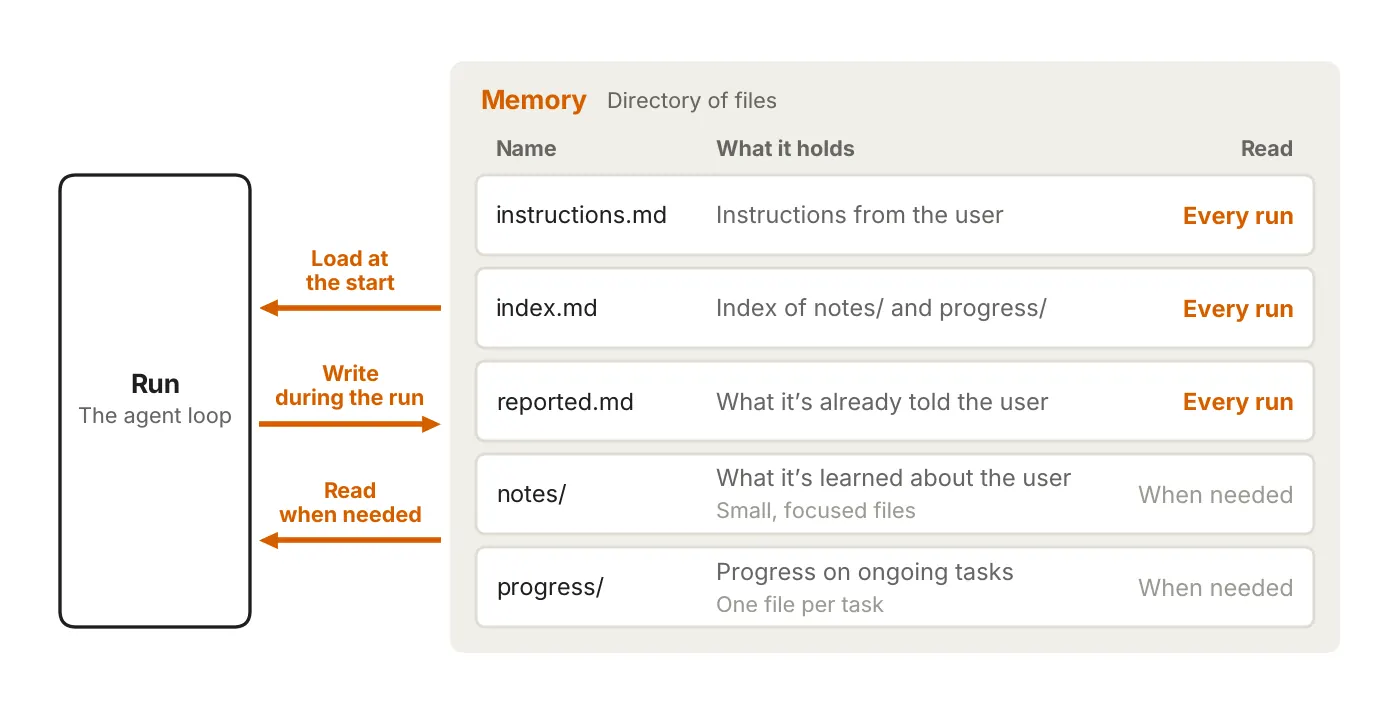 Memory Directory of files
Name What it holds Read
instructions.md Instructions from the user Every run
Load at
the start
index.md Index of notes/ and progress/ Every run
Write
during the run
Run
The agent loop
reported.md What it’s already told the user Every run
Read
when needed
notes/ What it’s learned about the user When needed
Small, focused files
progress/ Progress on ongoing tasks When needed
One file per task